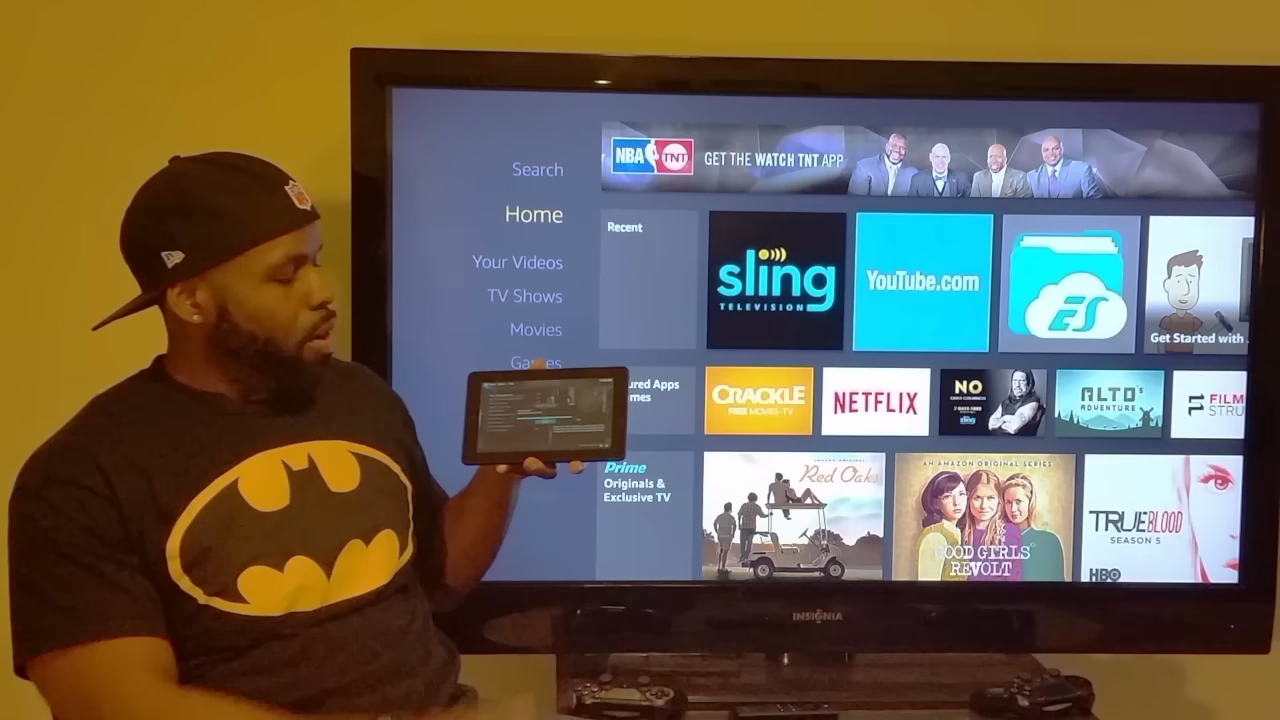 Search
Home
Your Videos
TV Shows
Movies
Games
NBA TNT GET THE WATCH TNT APP
Recent
sling
TELEVISION
YouTube.com
ES
Get Started with
ured Apps
mes
CRACKLE
FREE MOVIES•TV
NETFLIX
NO
ALTO'S
ADVENTURE
FILM
STRU
Prime
Originals &
Exclusive TV
Red Oaks
AN AMAZON ORIGINAL SERIES
GOOD GIRLS
REVOLT
TRUEBLOOD
SEASON 5
HBO
INSIGNIA